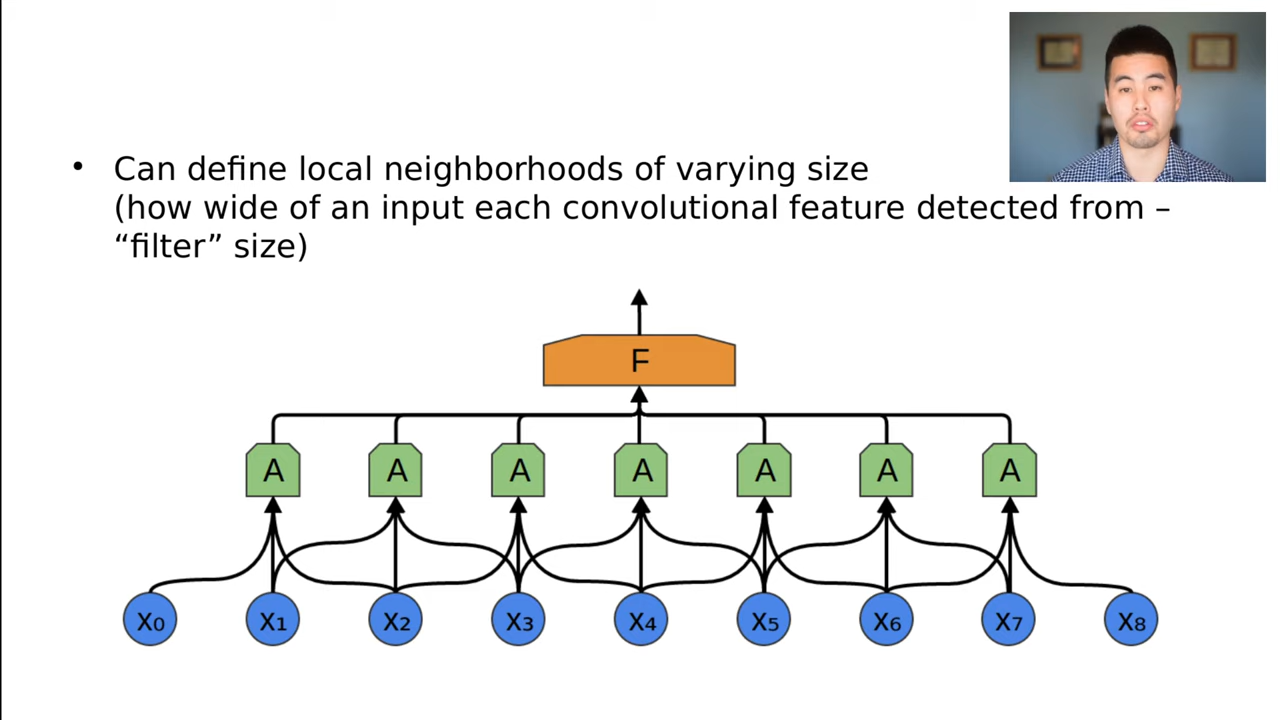 • Can define local neighborhoods of varying size
(how wide of an input each convolutional feature detected from –
“filter” size)
F
A A A A A A A
x₀ x₁ x₂ x₃ x₄ x₅ x₆ x₇ x₈